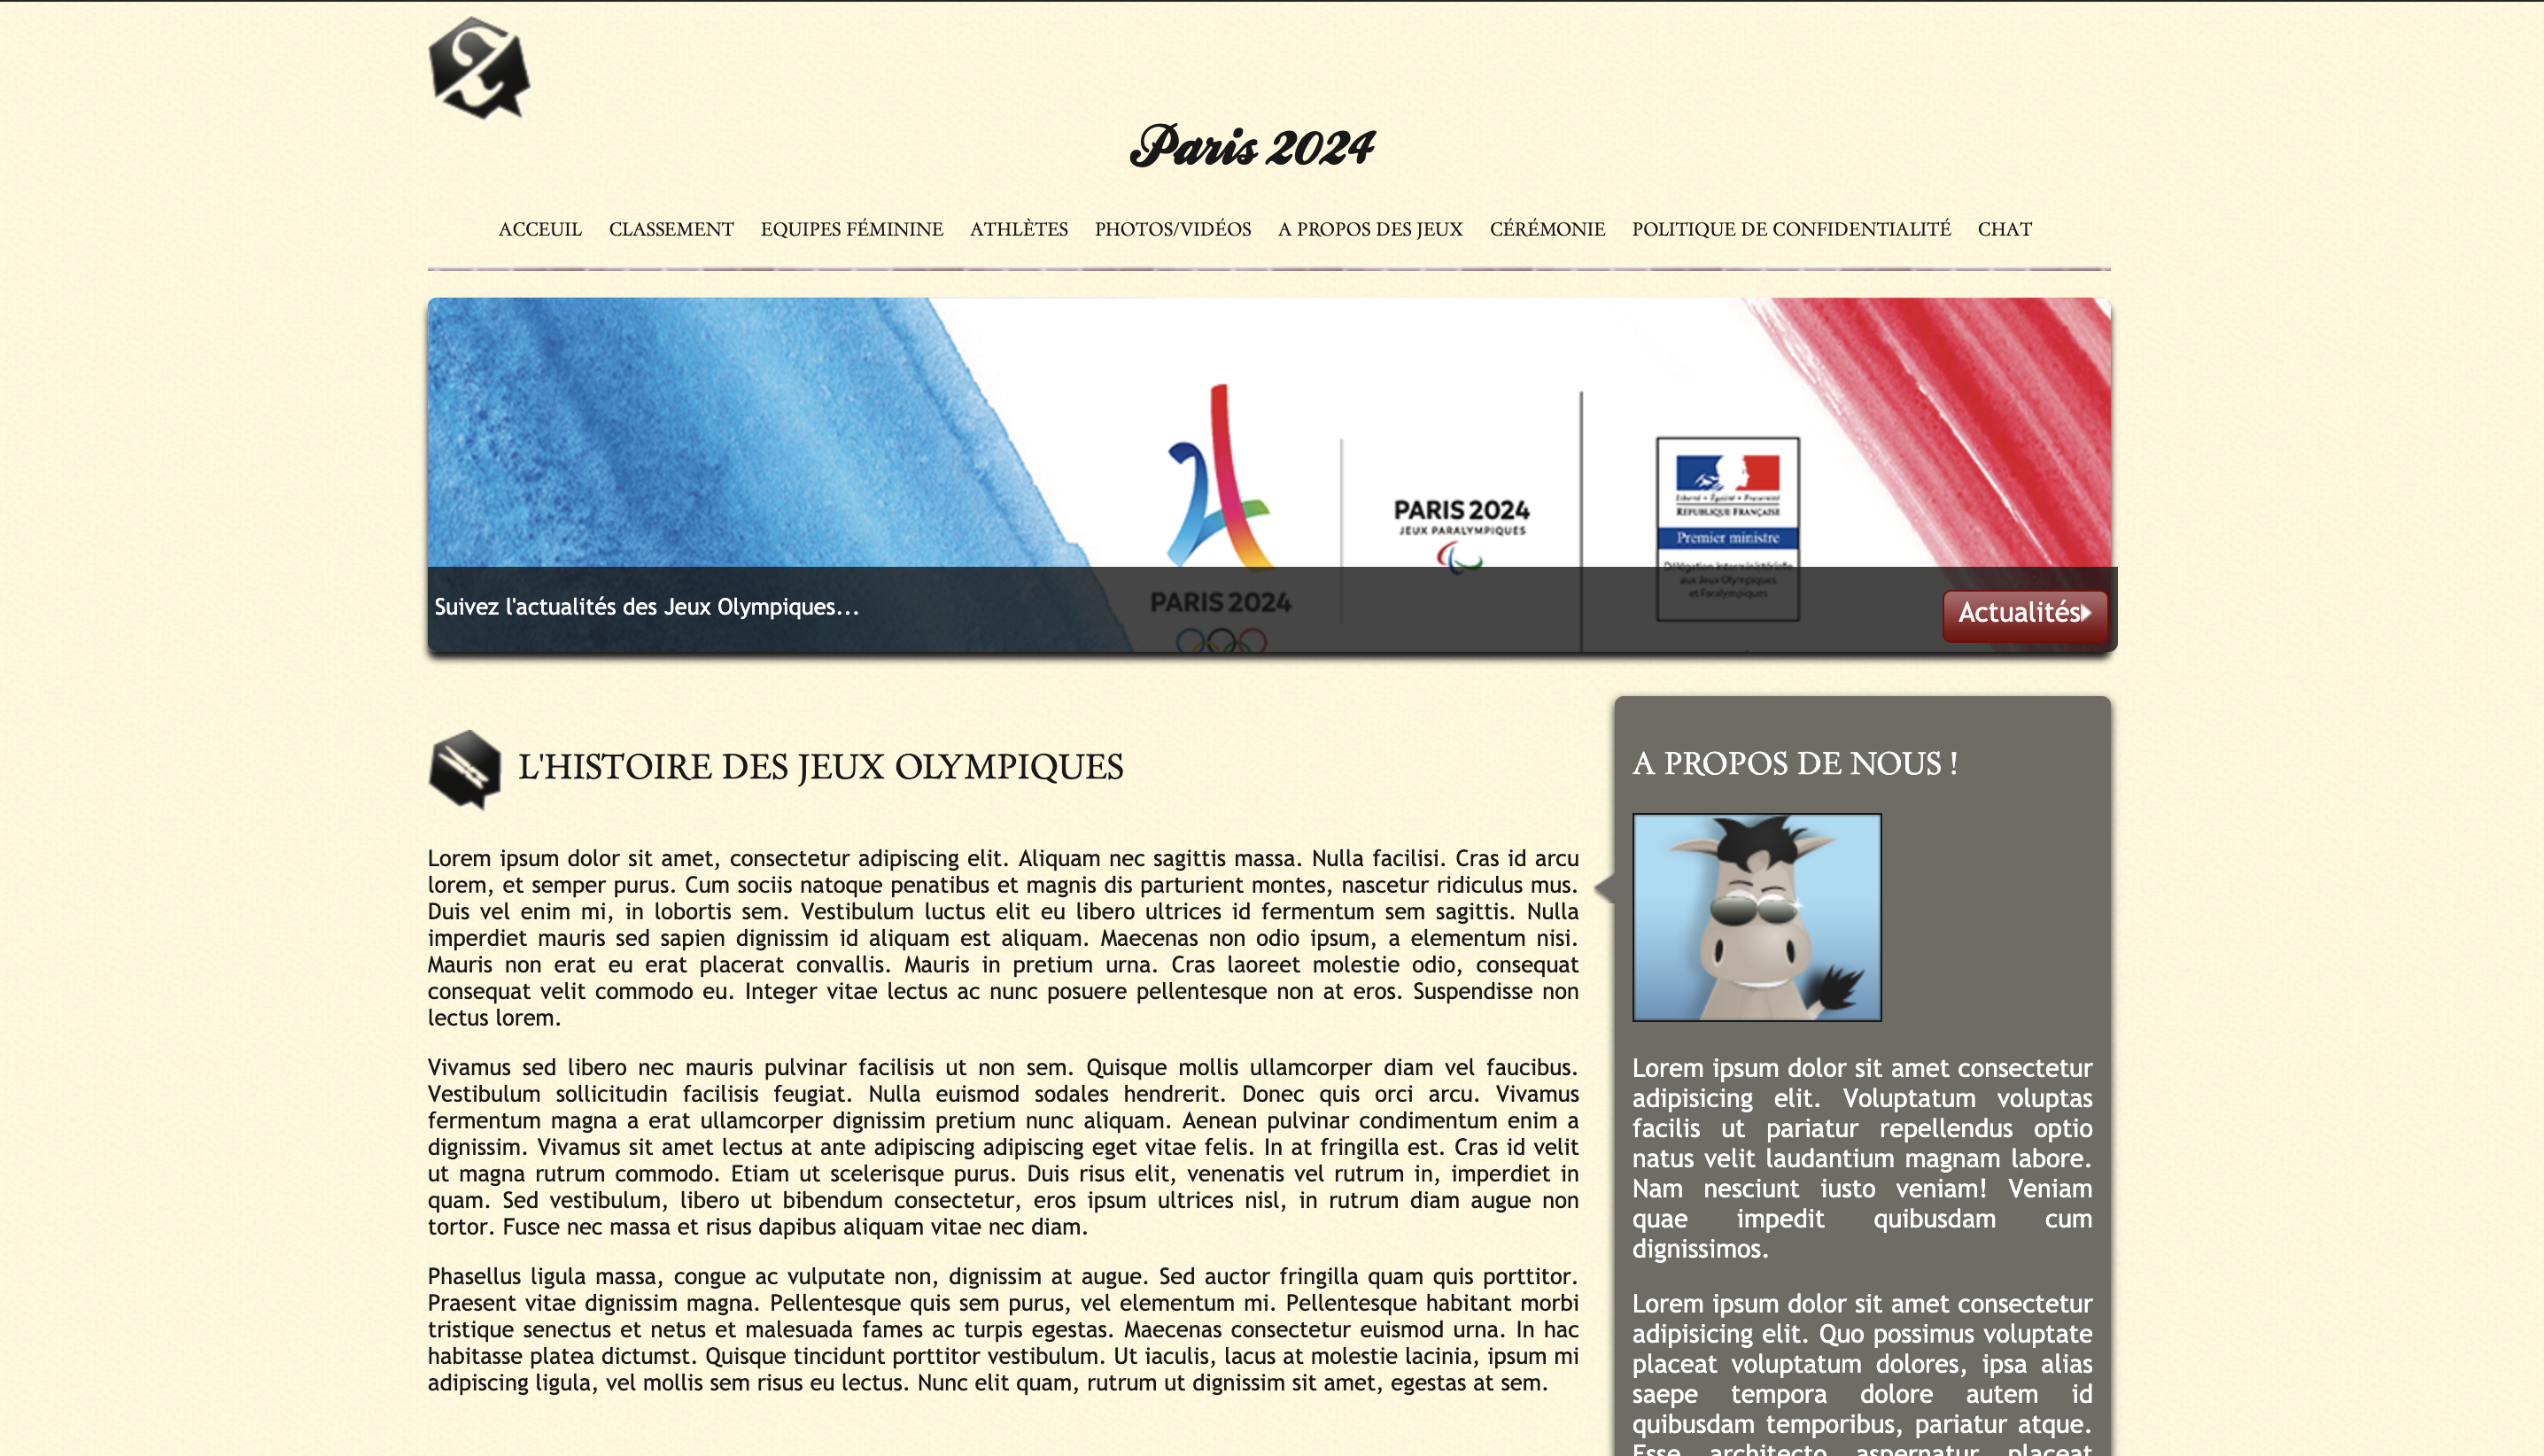 Paris 2024
ACCEUIL CLASSEMENT EQUIPES FÉMININE ATHLÈTES PHOTOS/VIDÉOS A PROPOS DES JEUX CÉRÉMONIE POLITIQUE DE CONFIDENTIALITÉ CHAT
PARIS 2024
JEUX PARALYMPIQUES
Liberté • Égalité • Fraternité
RÉPUBLIQUE FRANÇAISE
Premier ministre
Délégation interministérielle
aux Jeux Olympiques
et Paralympiques
PARIS 2024
Suivez l'actualités des Jeux Olympiques...
Actualités
L'HISTOIRE DES JEUX OLYMPIQUES
Lorem ipsum dolor sit amet, consectetur adipiscing elit. Aliquam nec sagittis massa. Nulla facilisi. Cras id arcu
lorem, et semper purus. Cum sociis natoque penatibus et magnis dis parturient montes, nascetur ridiculus mus.
Duis vel enim mi, in lobortis sem. Vestibulum luctus elit eu libero ultrices id fermentum sem sagittis. Nulla
imperdiet mauris sed sapien dignissim id aliquam est aliquam. Maecenas non odio ipsum, a elementum nisi.
Mauris non erat eu erat placerat convallis. Mauris in pretium urna. Cras laoreet molestie odio, consequat
consequat velit commodo eu. Integer vitae lectus ac nunc posuere pellentesque non at eros. Suspendisse non
lectus lorem.
Vivamus sed libero nec mauris pulvinar facilisis ut non sem. Quisque mollis ullamcorper diam vel faucibus.
Vestibulum sollicitudin facilisis feugiat. Nulla euismod sodales hendrerit. Donec quis orci arcu. Vivamus
fermentum magna a erat ullamcorper dignissim pretium nunc aliquam. Aenean pulvinar condimentum enim a
dignissim. Vivamus sit amet lectus at ante adipiscing adipiscing eget vitae felis. In at fringilla est. Cras id velit
ut magna rutrum commodo. Etiam ut scelerisque purus. Duis risus elit, venenatis vel rutrum in, imperdiet in
quam. Sed vestibulum, libero ut bibendum consectetur, eros ipsum ultrices nisl, in rutrum diam augue non
tortor. Fusce nec massa et risus dapibus aliquam vitae nec diam.
Phasellus ligula massa, congue ac vulputate non, dignissim at augue. Sed auctor fringilla quam quis porttitor.
Praesent vitae dignissim magna. Pellentesque quis sem purus, vel elementum mi. Pellentesque habitant morbi
tristique senectus et netus et malesuada fames ac turpis egestas. Maecenas consectetur euismod urna. In hac
habitasse platea dictumst. Quisque tincidunt porttitor vestibulum. Ut iaculis, lacus at molestie lacinia, ipsum mi
adipiscing ligula, vel mollis sem risus eu lectus. Nunc elit quam, rutrum ut dignissim sit amet, egestas at sem.
A PROPOS DE NOUS !
Lorem ipsum dolor sit amet consectetur
adipisicing elit. Voluptatum voluptas
facilis ut pariatur repellendus optio
natus velit laudantium magnam labore.
Nam nesciunt iusto veniam! Veniam
quae impedit quibusdam cum
dignissimos.
Lorem ipsum dolor sit amet consectetur
adipisicing elit. Quo possimus voluptate
placeat voluptatum dolores, ipsa alias
saepe tempora dolore autem id
quibusdam temporibus, pariatur atque.
Esse architecto aspernatur placeat